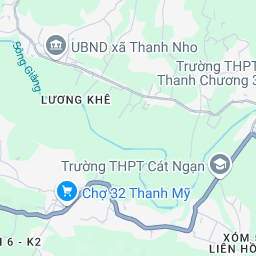 Sông Giăng
UBND xã Thanh Nho
Trường THPT
Thanh Chương 3
LƯƠNG KHÊ
Trường THPT Cát Ngạn
Chợ 32 Thanh Mỹ
I 6 - K2
XÓM 5
LIÊN HỒ